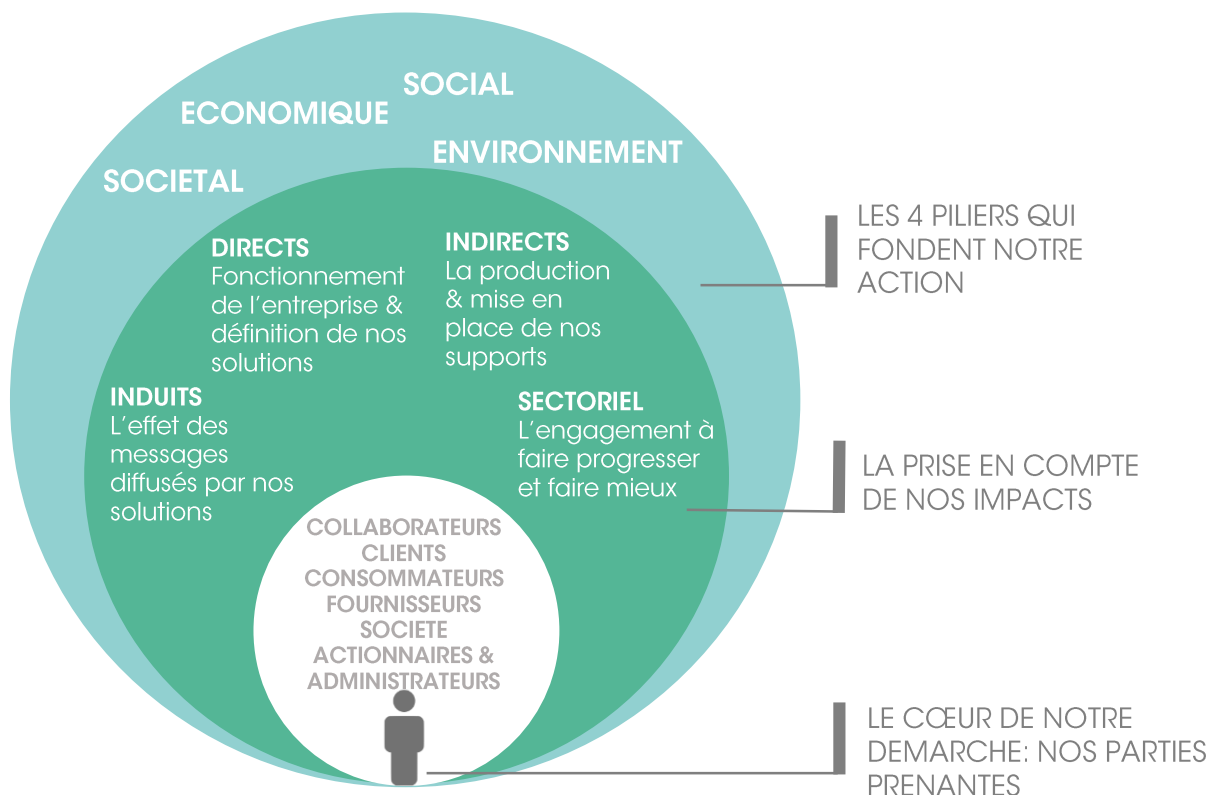 SOCIAL
ECONOMIQUE
ENVIRONNEMENT
SOCIETAL
DIRECTS
Fonctionnement
de l'entreprise &
définition de nos
solutions
INDIRECTS
La production
& mise en
place de nos
supports
INDUITS
L'effet des
messages
diffusés par nos
solutions
SECTORIEL
L'engagement à
faire progresser
et faire mieux
COLLABORATEURS
CLIENTS
CONSOMMATEURS
FOURNISSEURS
SOCIETE
ACTIONNAIRES &
ADMINISTRATEURS
LES 4 PILIERS QUI
FONDENT NOTRE
ACTION
LA PRISE EN COMPTE
DE NOS IMPACTS
LE CŒUR DE NOTRE
DEMARCHE: NOS PARTIES
PRENANTES